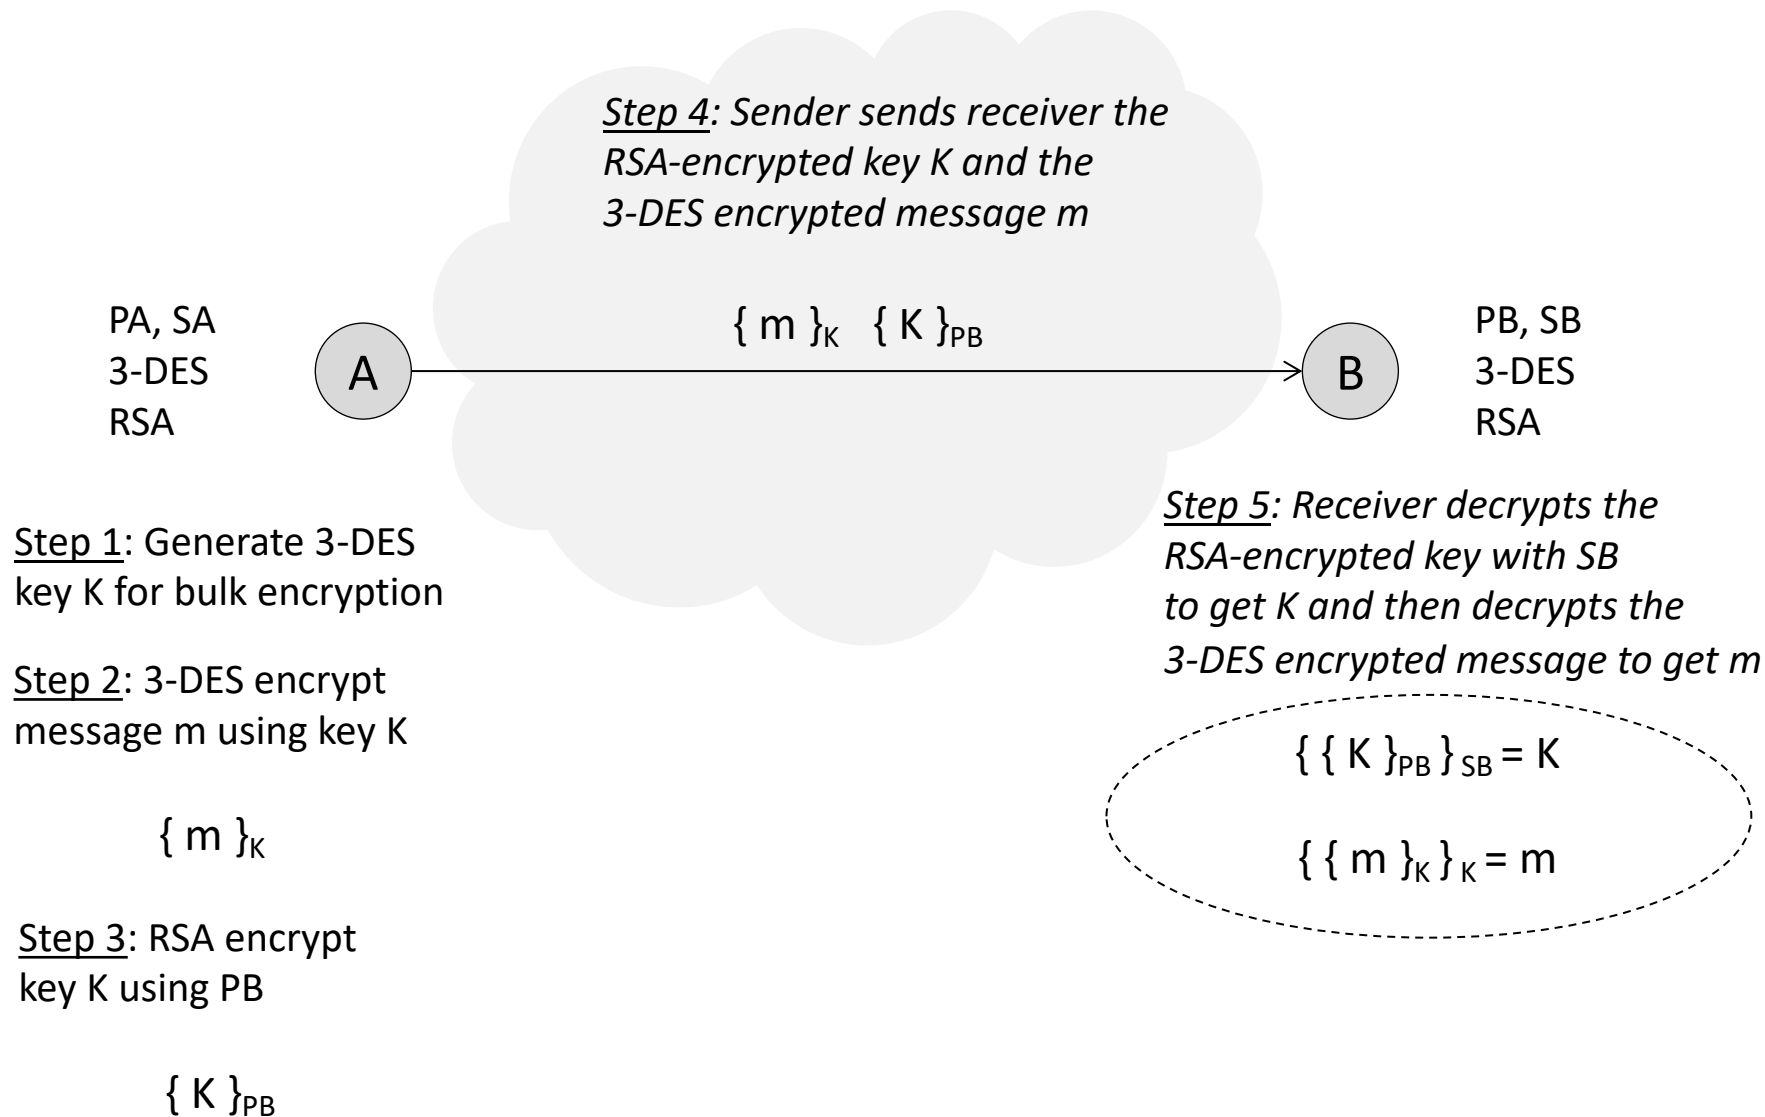 Step 4: Sender sends receiver the
RSA-encrypted key K and the
3-DES encrypted message m
{ m }K { K }PB
PA, SA
3-DES
RSA
A
B
PB, SB
3-DES
RSA
Step 1: Generate 3-DES
key K for bulk encryption
Step 2: 3-DES encrypt
message m using key K
{ m }K
Step 3: RSA encrypt
key K using PB
{ K }PB
Step 5: Receiver decrypts the
RSA-encrypted key with SB
to get K and then decrypts the
3-DES encrypted message to get m
{ { K }PB } SB = K
{ { m }K } K = m